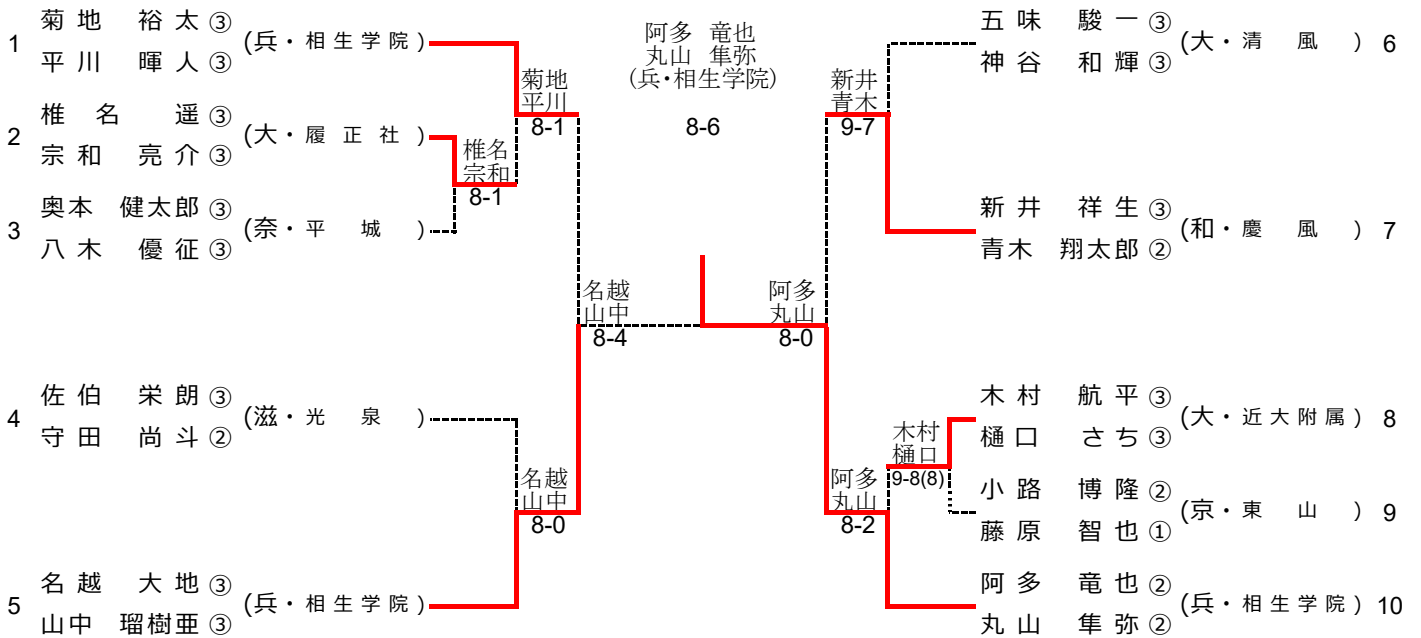 1 菊地 裕太 ③ (兵・相生学院)
平川 暉人 ③
2 椎名 遥 ③ (大・履正社)
宗和 亮介 ③
3 奥本 健太郎 ③ (奈・平城)
八木 優征 ③
4 佐伯 栄朗 ③ (滋・光泉)
守田 尚斗 ②
5 名越 大地 ③ (兵・相生学院)
山中 瑠樹亜 ③
菊地
平川
8-1
椎名
宗和
8-1
名越
山中
8-4
名越
山中
8-0
阿多 竜也
丸山 隼弥
(兵・相生学院)
8-6
新井
青木
9-7
阿多
丸山
8-0
木村
樋口
9-8(8)
阿多
丸山
8-2
五味 駿一 ③ (大・清風) 6
神谷 和輝 ③
新井 祥生 ③ (和・慶風) 7
青木 翔太郎 ②
木村 航平 ③ (大・近大附属) 8
樋口 さち ③
小路 博隆 ② (京・東山) 9
藤原 智也 ①
阿多 竜也 ② (兵・相生学院) 10
丸山 隼弥 ②